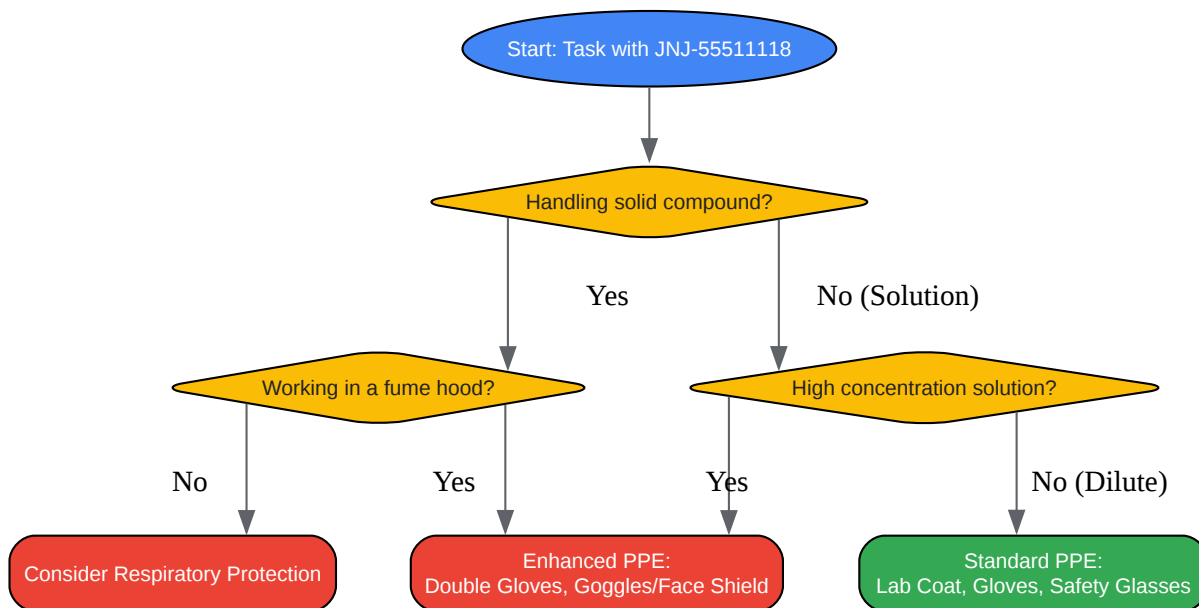 Start: Task with JNJ-55511118
Handling solid compound?
Yes
No (Solution)
Working in a fume hood?
High concentration solution?
No
Yes
Yes
No (Dilute)
Consider Respiratory Protection
Enhanced PPE:
Double Gloves, Goggles/Face Shield
Standard PPE:
Lab Coat, Gloves, Safety Glasses